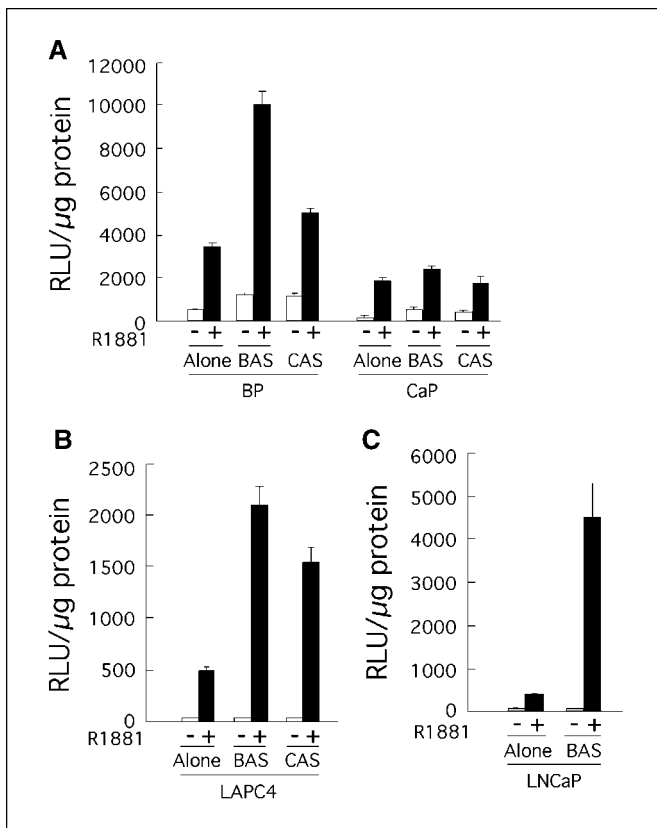 A
12000
10000
8000
6000
4000
2000
0
RLU/µg protein
R1881 - + - + - + - + - + - +
Alone BAS CAS Alone BAS CAS
BP CaP
B
2500
2000
1500
1000
500
0
RLU/µg protein
R1881 - + - + - +
Alone BAS CAS
LAPC4
C
6000
5000
4000
3000
2000
1000
0
RLU/µg protein
R1881 - + - +
Alone BAS
LNCaP